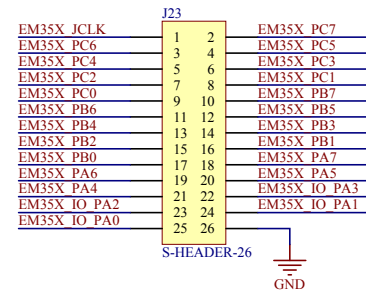 J23
EM35X_JCLK 1 2 EM35X_PC7
EM35X_PC6 3 4 EM35X_PC5
EM35X_PC4 5 6 EM35X_PC3
EM35X_PC2 7 8 EM35X_PC1
EM35X_PC0 9 10 EM35X_PB7
EM35X_PB6 11 12 EM35X_PB5
EM35X_PB4 13 14 EM35X_PB3
EM35X_PB2 15 16 EM35X_PB1
EM35X_PB0 17 18 EM35X_PA7
EM35X_PA6 19 20 EM35X_PA5
EM35X_PA4 21 22 EM35X_IO_PA3
EM35X_IO_PA2 23 24 EM35X_IO_PA1
EM35X_IO_PA0 25 26
S-HEADER-26
GND